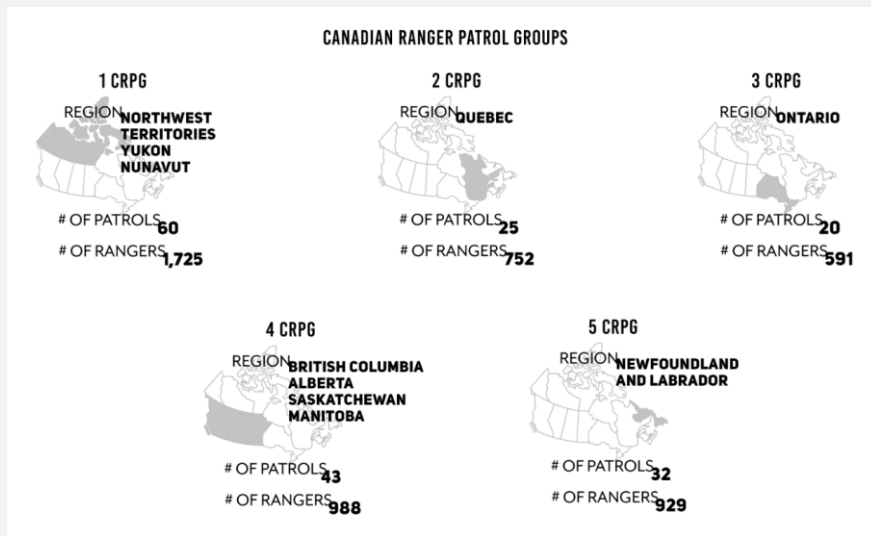 CANADIAN RANGER PATROL GROUPS
1 CRPG
REGION NORTHWEST
TERRITORIES
YUKON
NUNAVUT
# OF PATROLS 60
# OF RANGERS 1,725
2 CRPG
REGION QUEBEC
# OF PATROLS 25
# OF RANGERS 752
3 CRPG
REGION ONTARIO
# OF PATROLS 20
# OF RANGERS 591
4 CRPG
REGION BRITISH COLUMBIA
ALBERTA
SASKATCHEWAN
MANITOBA
# OF PATROLS 43
# OF RANGERS 988
5 CRPG
REGION NEWFOUNDLAND
AND LABRADOR
# OF PATROLS 32
# OF RANGERS 929